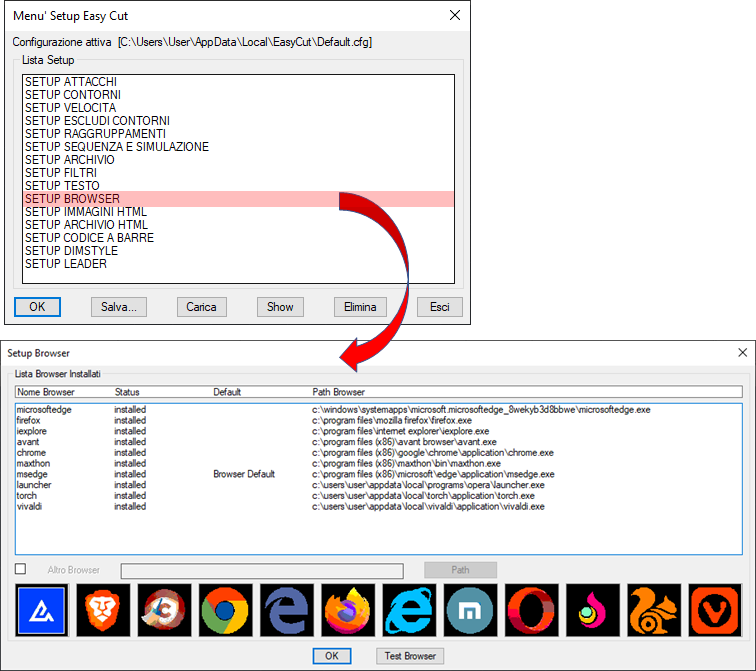 Menu' Setup Easy Cut
Configurazione attiva [C:\Users\User\AppData\Local\EasyCut\Default.cfg]
Lista Setup
SETUP ATTACCHI
SETUP CONTORNI
SETUP VELOCITA
SETUP ESCLUDI CONTORNI
SETUP RAGGRUPPAMENTI
SETUP SEQUENZA E SIMULAZIONE
SETUP ARCHIVIO
SETUP FILTRI
SETUP TESTO
SETUP BROWSER
SETUP IMMAGINI HTML
SETUP ARCHIVIO HTML
SETUP CODICE A BARRE
SETUP DIMSTYLE
SETUP LEADER
OK Salva... Carica Show Elimina Esci
Setup Browser
Lista Browser Installati
Nome Browser Status Default Path Browser
microsoftedge installed c:\windows\systemapps\microsoft.microsoftedge_8wekyb3d8bbwe\microsoftedge.exe
firefox installed c:\program files\mozilla firefox\firefox.exe
iexplore installed c:\program files\internet explorer\iexplore.exe
avant installed c:\program files (x86)\avant browser\avant.exe
chrome installed c:\program files (x86)\google\chrome\application\chrome.exe
maxthon installed c:\program files (x86)\maxthon\bin\maxthon.exe
msedge installed Browser Default c:\program files (x86)\microsoft\edge\application\msedge.exe
launcher installed c:\users\user\appdata\local\programs\opera\launcher.exe
torch installed c:\users\user\appdata\local\torch\application\torch.exe
vivaldi installed c:\users\user\appdata\local\vivaldi\application\vivaldi.exe
Altro Browser Path
OK Test Browser